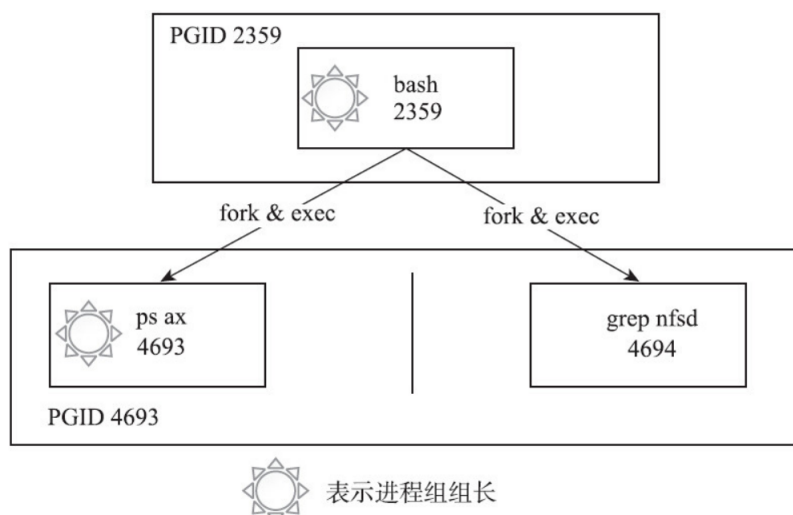 PGID 2359
bash
2359
fork & exec
fork & exec
ps ax
4693
grep nfsd
4694
PGID 4693
表示进程组组长